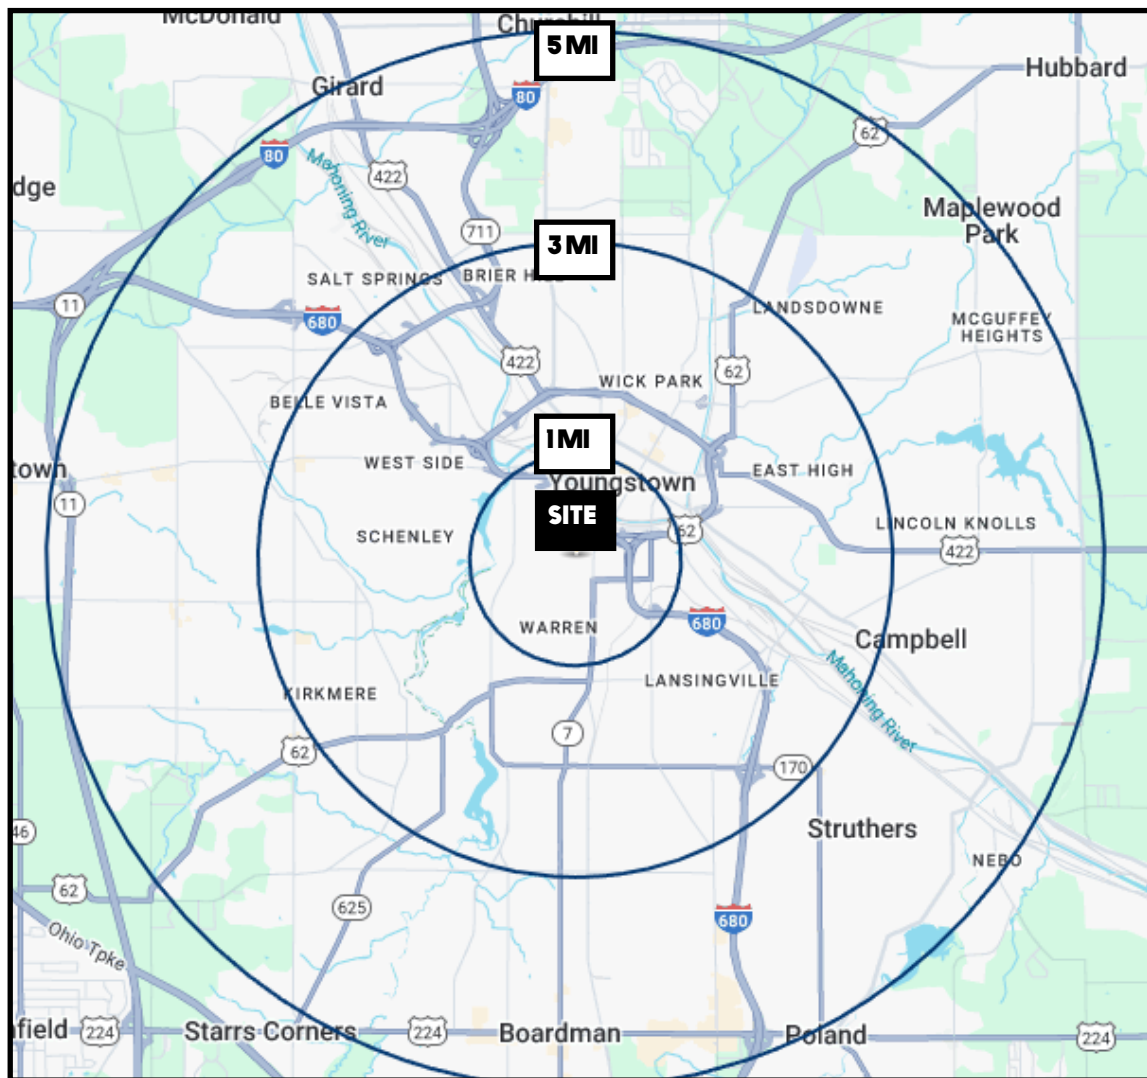 McDonald
Churchill
5 MI
Hubbard
Girard
80
62
80
Mahoning
River
422
dge
Maplewood
Park
711
3 MI
SALT SPRINGS
BRIER HILL
11
680
LANDSDOWNE
MCGUFFEY
HEIGHTS
422
62
WICK PARK
BELLE VISTA
1 MI
WEST SIDE
town
EAST HIGH
Youngstown
11
SITE
LINCOLN KNOLLS
SCHENLEY
62
422
WARREN
680
Campbell
LANSINGVILLE
KIRKMERE
Mahoning River
7
62
170
46
Struthers
NEBO
62
625
680
Ohio Tpke
nfield
224
Starrs Corners
224
Boardman
Poland
224